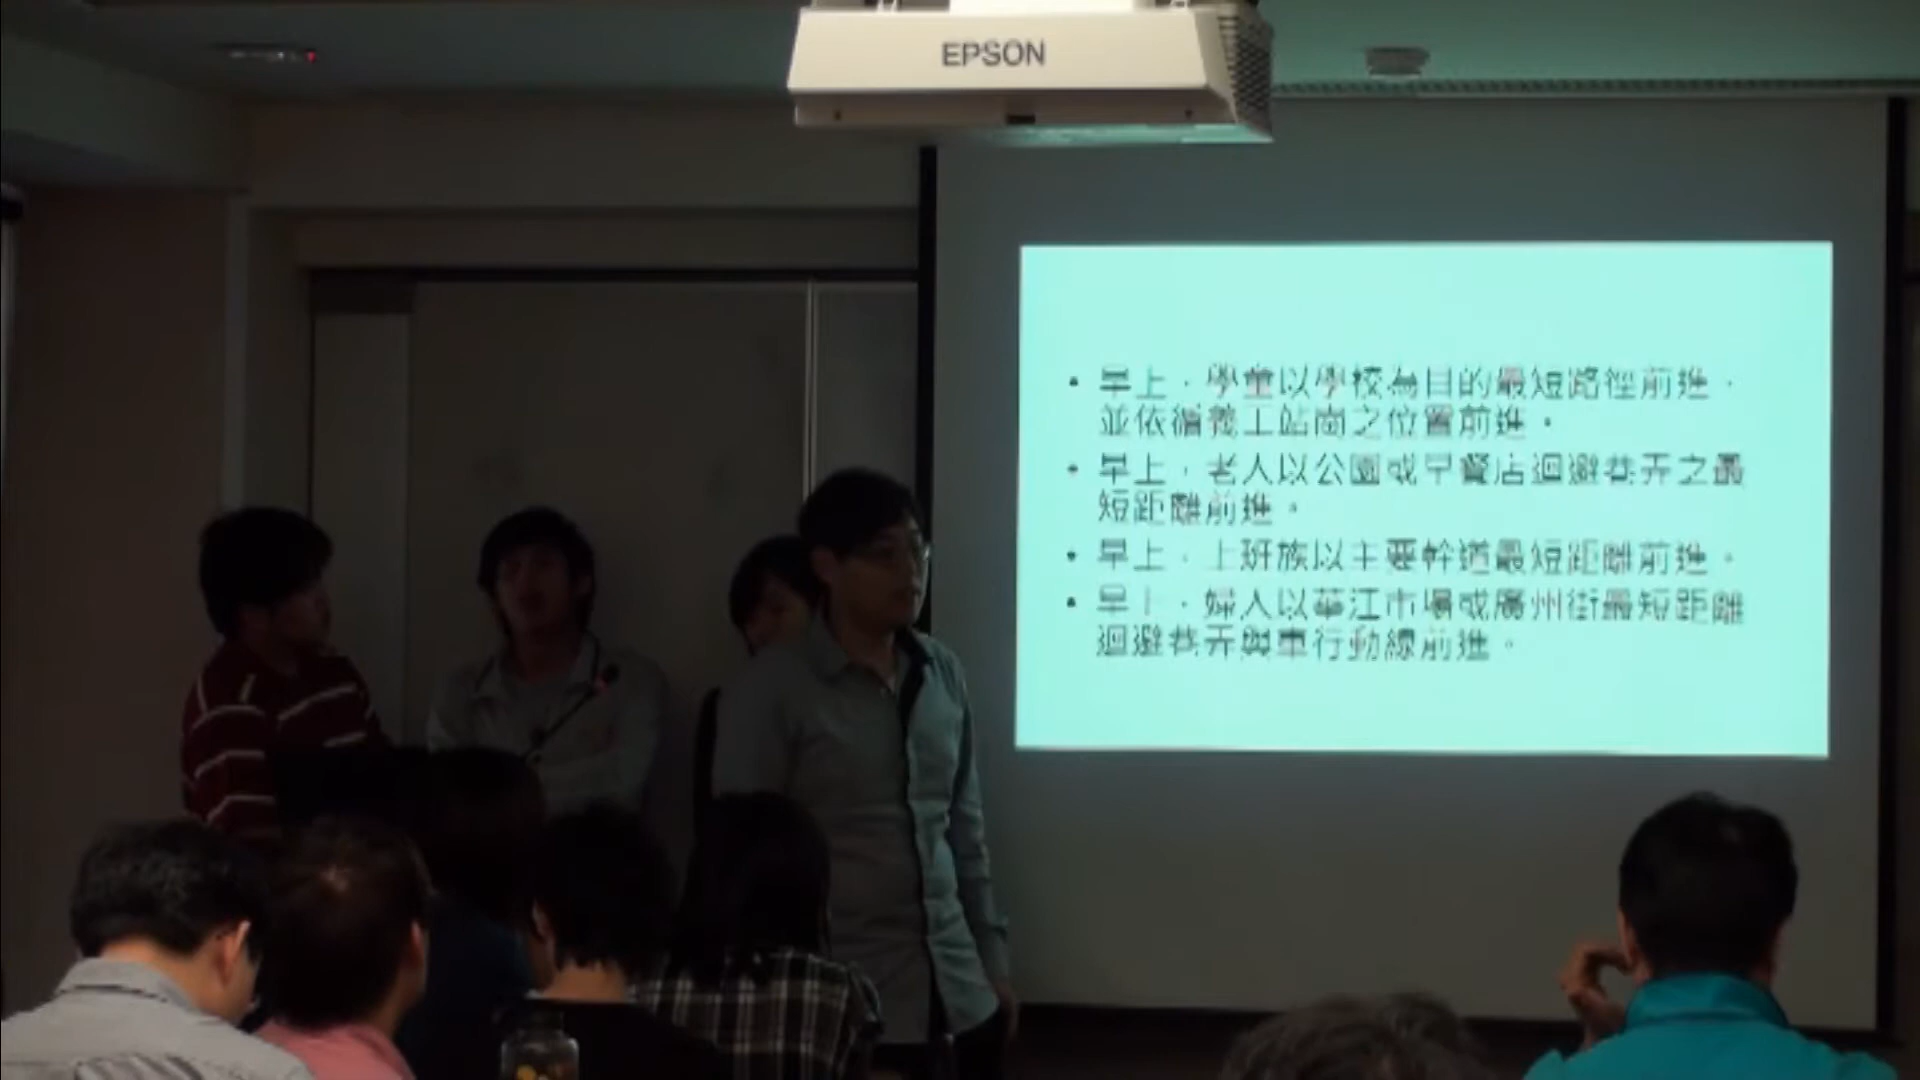 EPSON
• 早上，學童以學校為目的最短路徑前進，
並依循義工站崗之位置前進。
• 早上，老人以公園或早餐店迴避巷弄之最
短距離前進。
• 早上，上班族以主要幹道最短距離前進。
• 早上，婦人以華江市場或廣州街最短距離
迴避巷弄與車行動線前進。